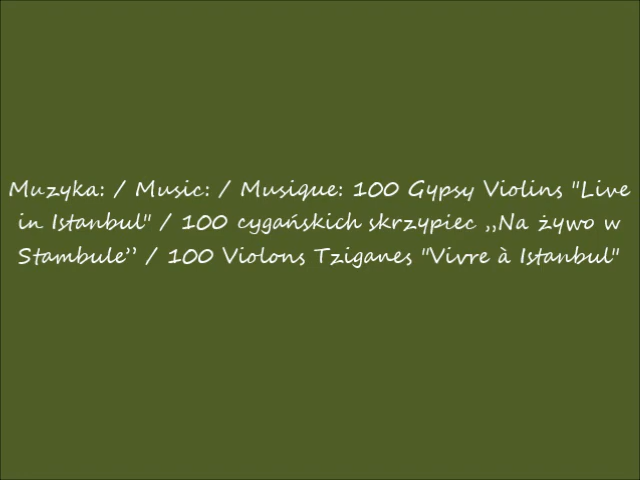 Muzyka: / Music: / Musique: 100 Gypsy Violins "Live
in Istanbul" / 100 cygańskich skrzypiec „Na żywo w
Stambule” / 100 Violons Tziganes "Vivre à Istanbul"